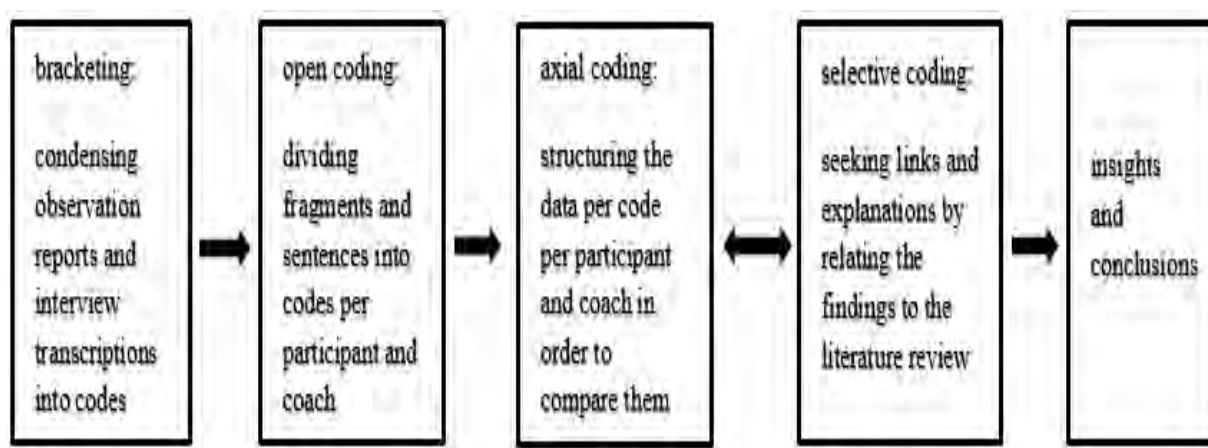 bracketing:
condensing
observation
reports and
interview
transcriptions
into codes
open coding:
dividing
fragments and
sentences into
codes per
participant and
coach
axial coding:
structuring the
data per code
per participant
and coach in
order to
compare them
selective coding:
seeking links and
explanations by
relating the
findings to the
literature review
insights
and
conclusions